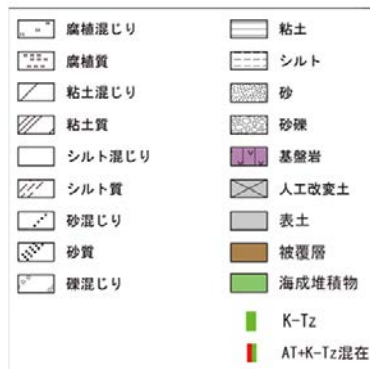 腐植混じり
腐植質
粘土混じり
粘土質
シルト混じり
シルト質
砂混じり
砂質
礫混じり
粘土
シルト
砂
砂礫
基盤岩
人工改変土
表土
被覆層
海成堆積物
K-Tz
AT+K-Tz混在